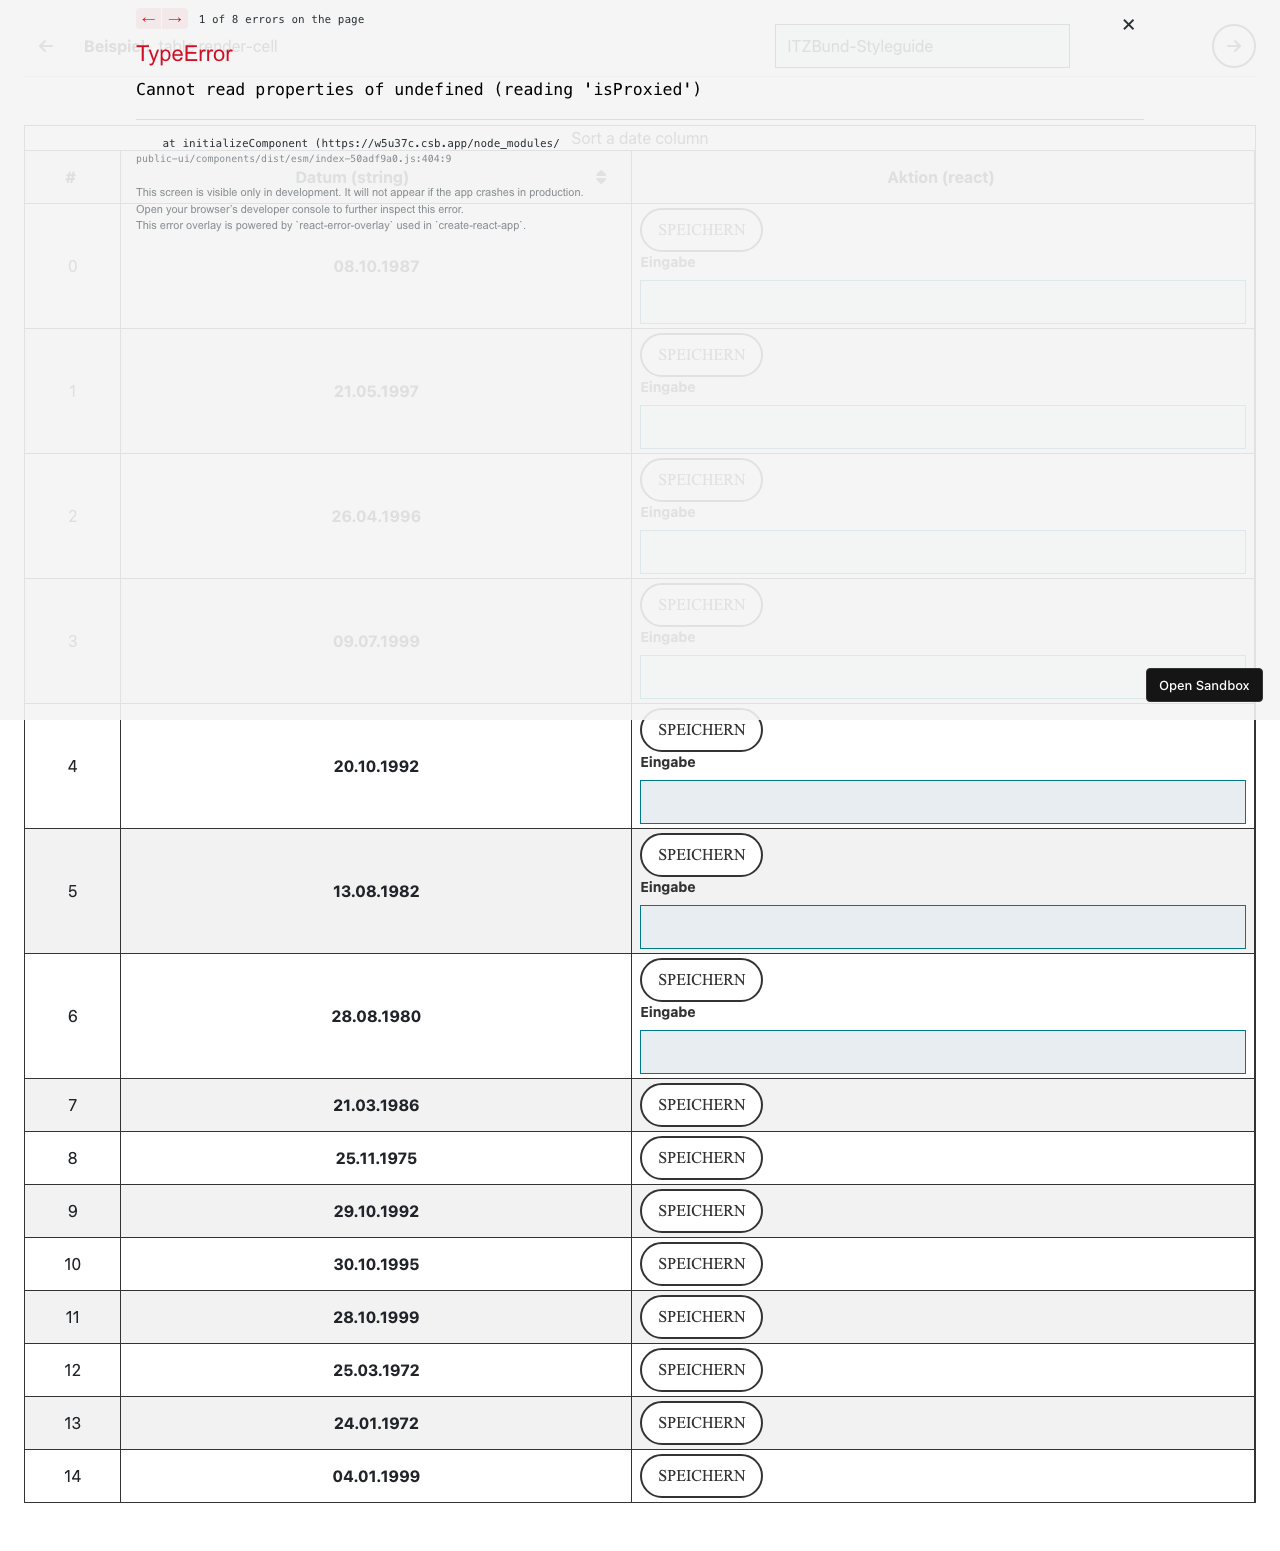 ← → 1 of 8 errors on the page
✕
← Beispiel table render-cell
ITZBund-Styleguide
→
TypeError
Cannot read properties of undefined (reading 'isProxied')
Sort a date column
at initializeComponent (https://w5u37c.csb.app/node_modules/
public-ui/components/dist/esm/index-50adf9a0.js:404:9
# Datum (string) Aktion (react)
This screen is visible only in development. It will not appear if the app crashes in production.
Open your browser's developer console to further inspect this error.
This error overlay is powered by `react-error-overlay` used in `create-react-app`.
0 08.10.1987 SPEICHERN
Eingabe
1 21.05.1997 SPEICHERN
Eingabe
2 26.04.1996 SPEICHERN
Eingabe
3 09.07.1999 SPEICHERN
Eingabe
Open Sandbox
4 20.10.1992 SPEICHERN
Eingabe
5 13.08.1982 SPEICHERN
Eingabe
6 28.08.1980 SPEICHERN
Eingabe
7 21.03.1986 SPEICHERN
8 25.11.1975 SPEICHERN
9 29.10.1992 SPEICHERN
10 30.10.1995 SPEICHERN
11 28.10.1999 SPEICHERN
12 25.03.1972 SPEICHERN
13 24.01.1972 SPEICHERN
14 04.01.1999 SPEICHERN